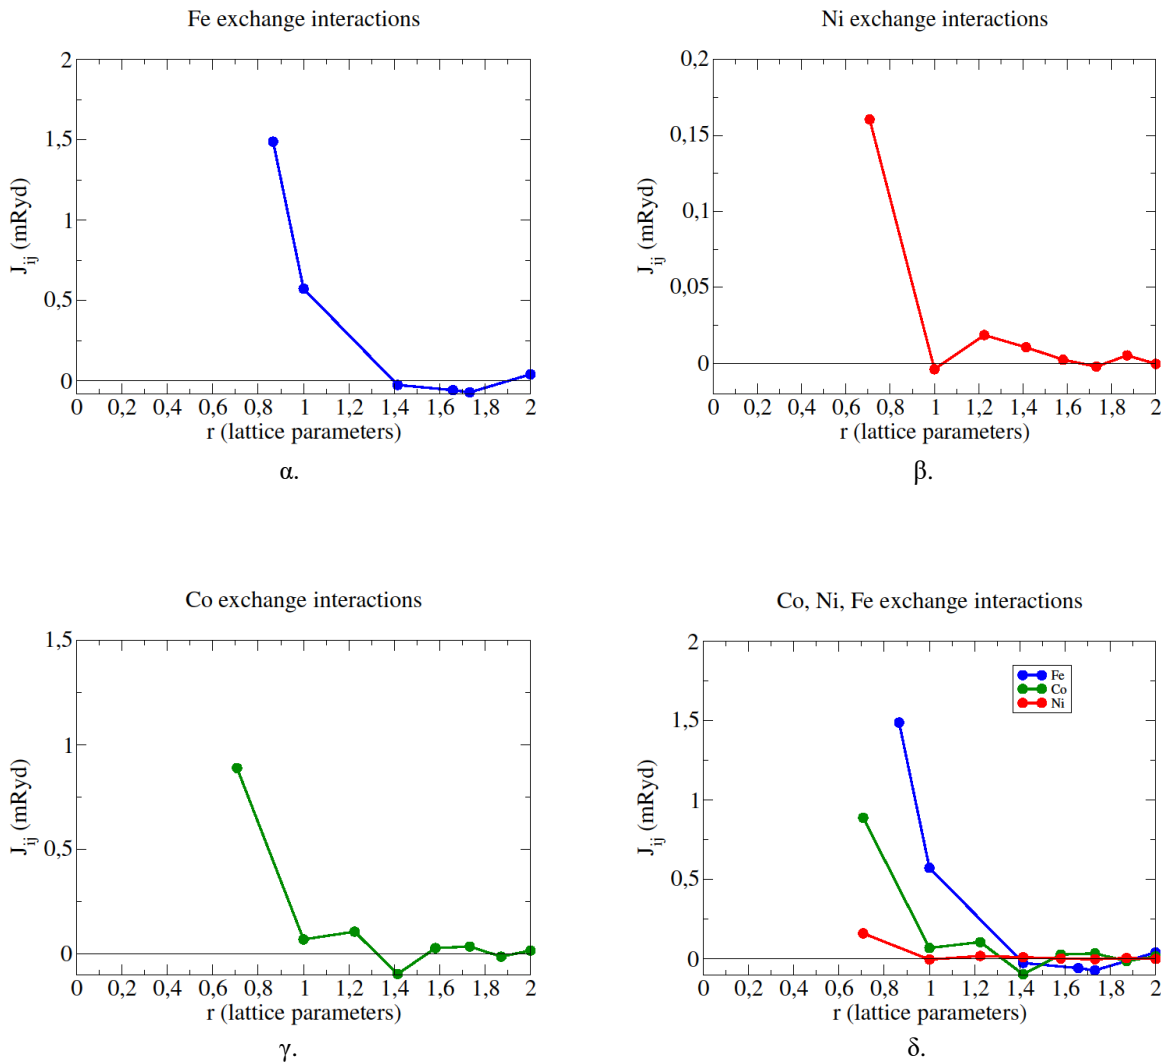 Fe exchange interactions
2
1,5
1
0,5
0
J_ij (mRyd)
0 0,2 0,4 0,6 0,8 1 1,2 1,4 1,6 1,8 2
r (lattice parameters)
α.
Ni exchange interactions
0,2
0,15
0,1
0,05
0
J_ij (mRyd)
0 0,2 0,4 0,6 0,8 1 1,2 1,4 1,6 1,8 2
r (lattice parameters)
β.
Co exchange interactions
1,5
1
0,5
0
J_ij (mRyd)
0 0,2 0,4 0,6 0,8 1 1,2 1,4 1,6 1,8 2
r (lattice parameters)
γ.
Co, Ni, Fe exchange interactions
2
1,5
1
0,5
0
J_ij (mRyd)
Fe
Co
Ni
0 0,2 0,4 0,6 0,8 1 1,2 1,4 1,6 1,8 2
r (lattice parameters)
δ.